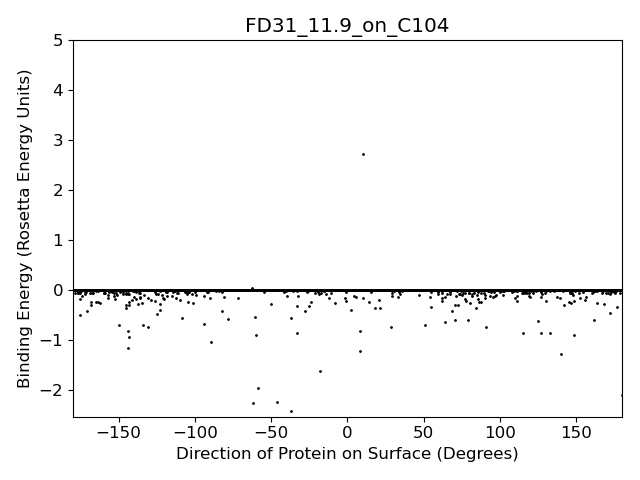 FD31_11.9_on_C104
Binding Energy (Rosetta Energy Units)
5
4
3
2
1
0
−1
−2
−150 −100 −50 0 50 100 150
Direction of Protein on Surface (Degrees)